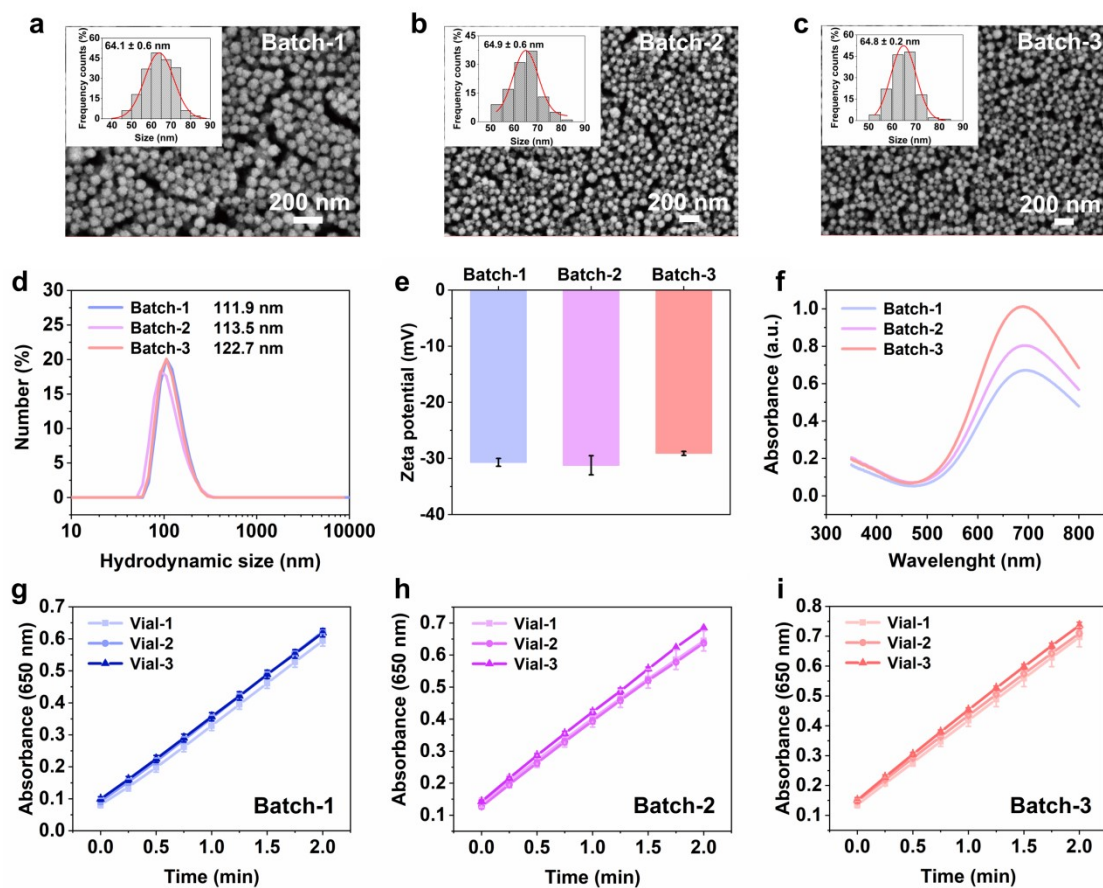 a
64.1 ± 0.6 nm
Batch-1
Frequency counts (%)
60
45
30
15
0
40 50 60 70 80 90
Size (nm)
200 nm
b
64.9 ± 0.6 nm
Batch-2
Frequency counts (%)
45
30
15
0
50 60 70 80 90
Size (nm)
200 nm
c
64.8 ± 0.2 nm
Batch-3
Frequency counts (%)
60
45
30
15
0
50 60 70 80 90
Size (nm)
200 nm
d
Batch-1 111.9 nm
Batch-2 113.5 nm
Batch-3 122.7 nm
Number (%)
30
20
10
0
10 100 1000 10000
Hydrodynamic size (nm)
e
Batch-1 Batch-2 Batch-3
Zeta potential (mV)
0
-10
-20
-30
-40
f
Batch-1
Batch-2
Batch-3
Absorbance (a.u.)
1.0
0.8
0.6
0.4
0.2
0.0
300 400 500 600 700 800
Wavelenght (nm)
g
Vial-1
Vial-2
Vial-3
Absorbance (650 nm)
0.7
0.6
0.5
0.4
0.3
0.2
0.1
0.0
Batch-1
0.0 0.5 1.0 1.5 2.0
Time (min)
h
Vial-1
Vial-2
Vial-3
Absorbance (650 nm)
0.7
0.6
0.5
0.4
0.3
0.2
0.1
Batch-2
0.0 0.5 1.0 1.5 2.0
Time (min)
i
Vial-1
Vial-2
Vial-3
Absorbance (650 nm)
0.8
0.7
0.6
0.5
0.4
0.3
0.2
0.1
Batch-3
0.0 0.5 1.0 1.5 2.0
Time (min)